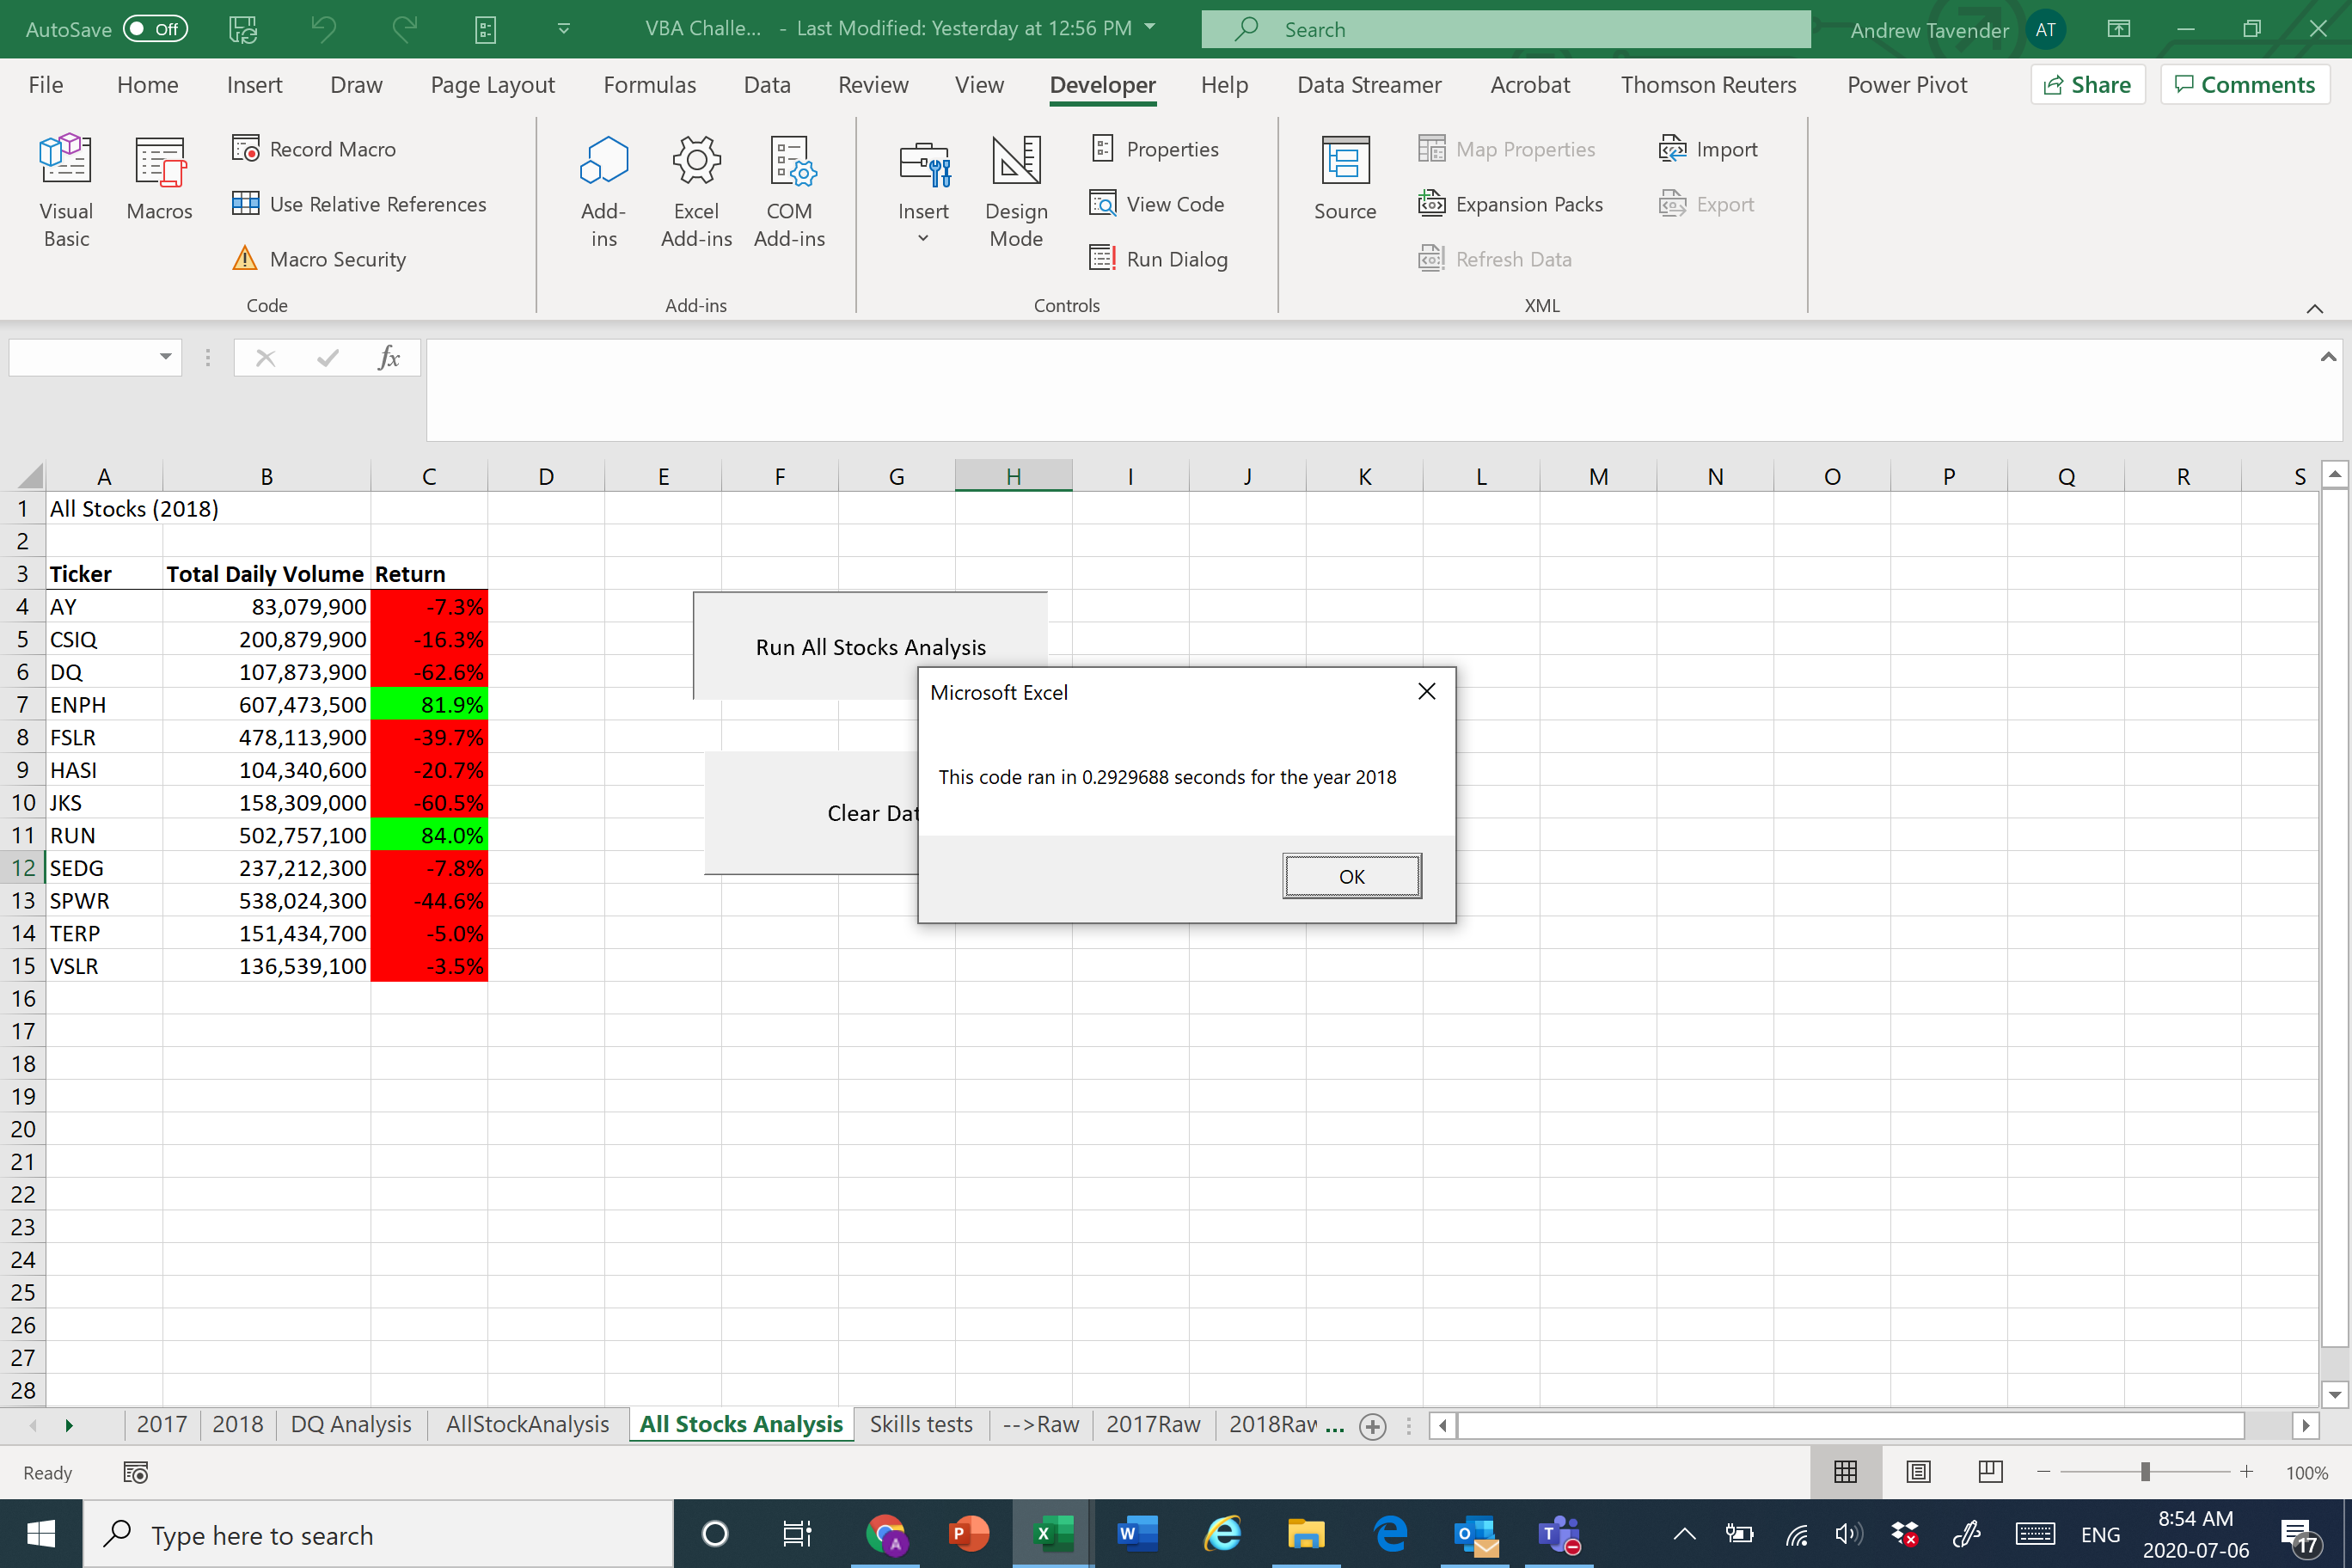 AutoSave Off VBA Challe... - Last Modified: Yesterday at 12:56 PM Search Andrew Tavender AT
File Home Insert Draw Page Layout Formulas Data Review View Developer Help Data Streamer Acrobat Thomson Reuters Power Pivot Share Comments
Visual Basic
Macros
Record Macro
Use Relative References
Macro Security
Code
Add-ins
Excel Add-ins
COM Add-ins
Add-ins
Insert
Design Mode
Properties
View Code
Run Dialog
Controls
Source
Map Properties
Expansion Packs
Refresh Data
Import
Export
XML
fx
A B C D E F G H I J K L M N O P Q R S
1 All Stocks (2018)
2
3 Ticker Total Daily Volume Return
4 AY 83,079,900 -7.3%
5 CSIQ 200,879,900 -16.3%
6 DQ 107,873,900 -62.6%
7 ENPH 607,473,500 81.9%
8 FSLR 478,113,900 -39.7%
9 HASI 104,340,600 -20.7%
10 JKS 158,309,000 -60.5%
11 RUN 502,757,100 84.0%
12 SEDG 237,212,300 -7.8%
13 SPWR 538,024,300 -44.6%
14 TERP 151,434,700 -5.0%
15 VSLR 136,539,100 -3.5%
16
17
18
19
20
21
22
23
24
25
26
27
28
Run All Stocks Analysis
Clear Dat
Microsoft Excel
This code ran in 0.2929688 seconds for the year 2018
OK
2017 2018 DQ Analysis AllStockAnalysis All Stocks Analysis Skills tests -->Raw 2017Raw 2018Raw ...
Ready 100%
Type here to search
ENG
8:54 AM
2020-07-06
17